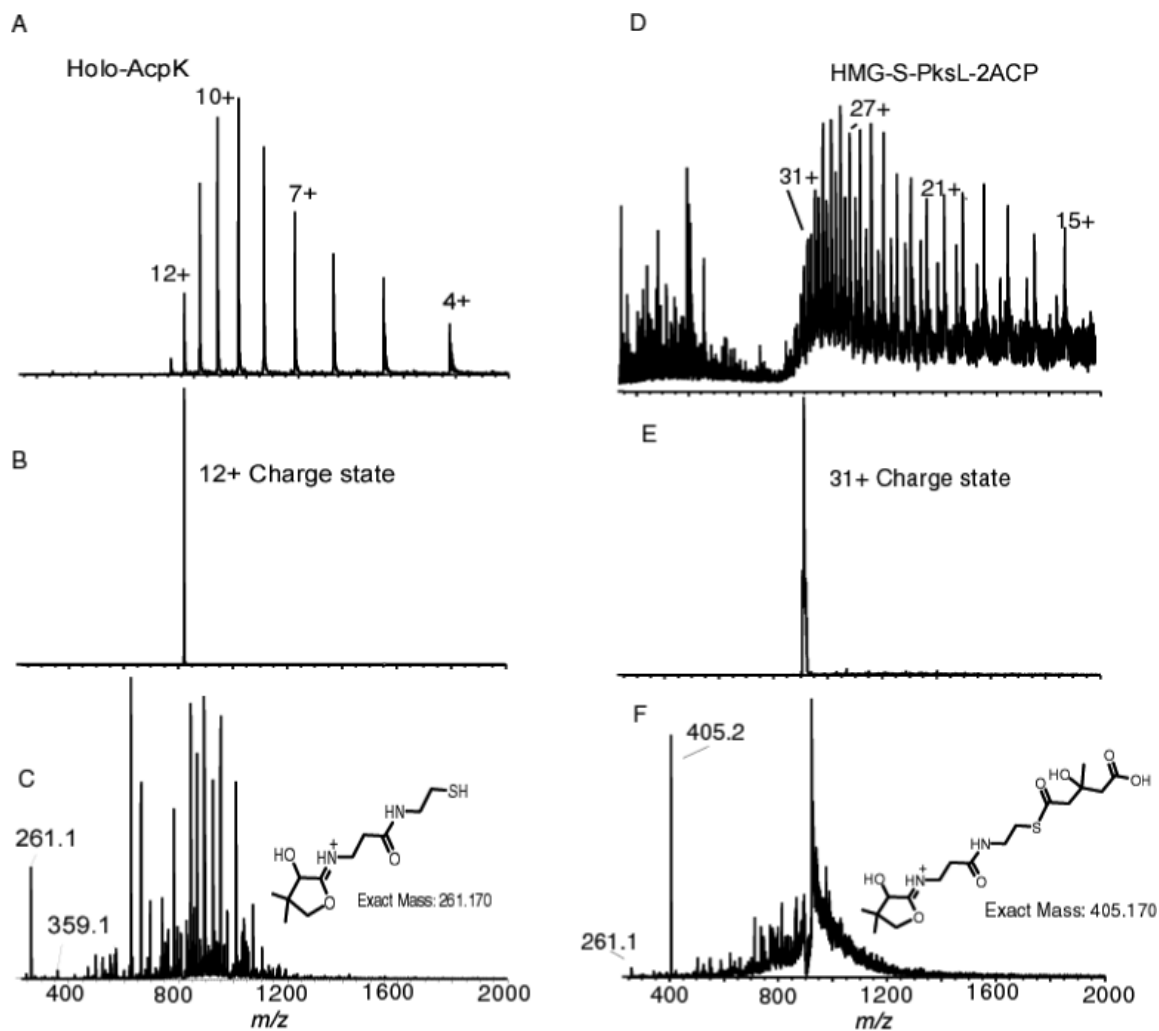 A
Holo-AcpK
10+
7+
12+
4+
B
12+ Charge state
C
261.1
359.1
SH
HN
O
HO
+
HN
O
Exact Mass: 261.170
400
800
1200
1600
2000
m/z
D
HMG-S-PksL-2ACP
27+
31+
21+
15+
E
31+ Charge state
F
405.2
261.1
O
HO
OH
O
S
NH
O
HO
+
HN
O
Exact Mass: 405.170
400
800
1200
1600
2000
m/z